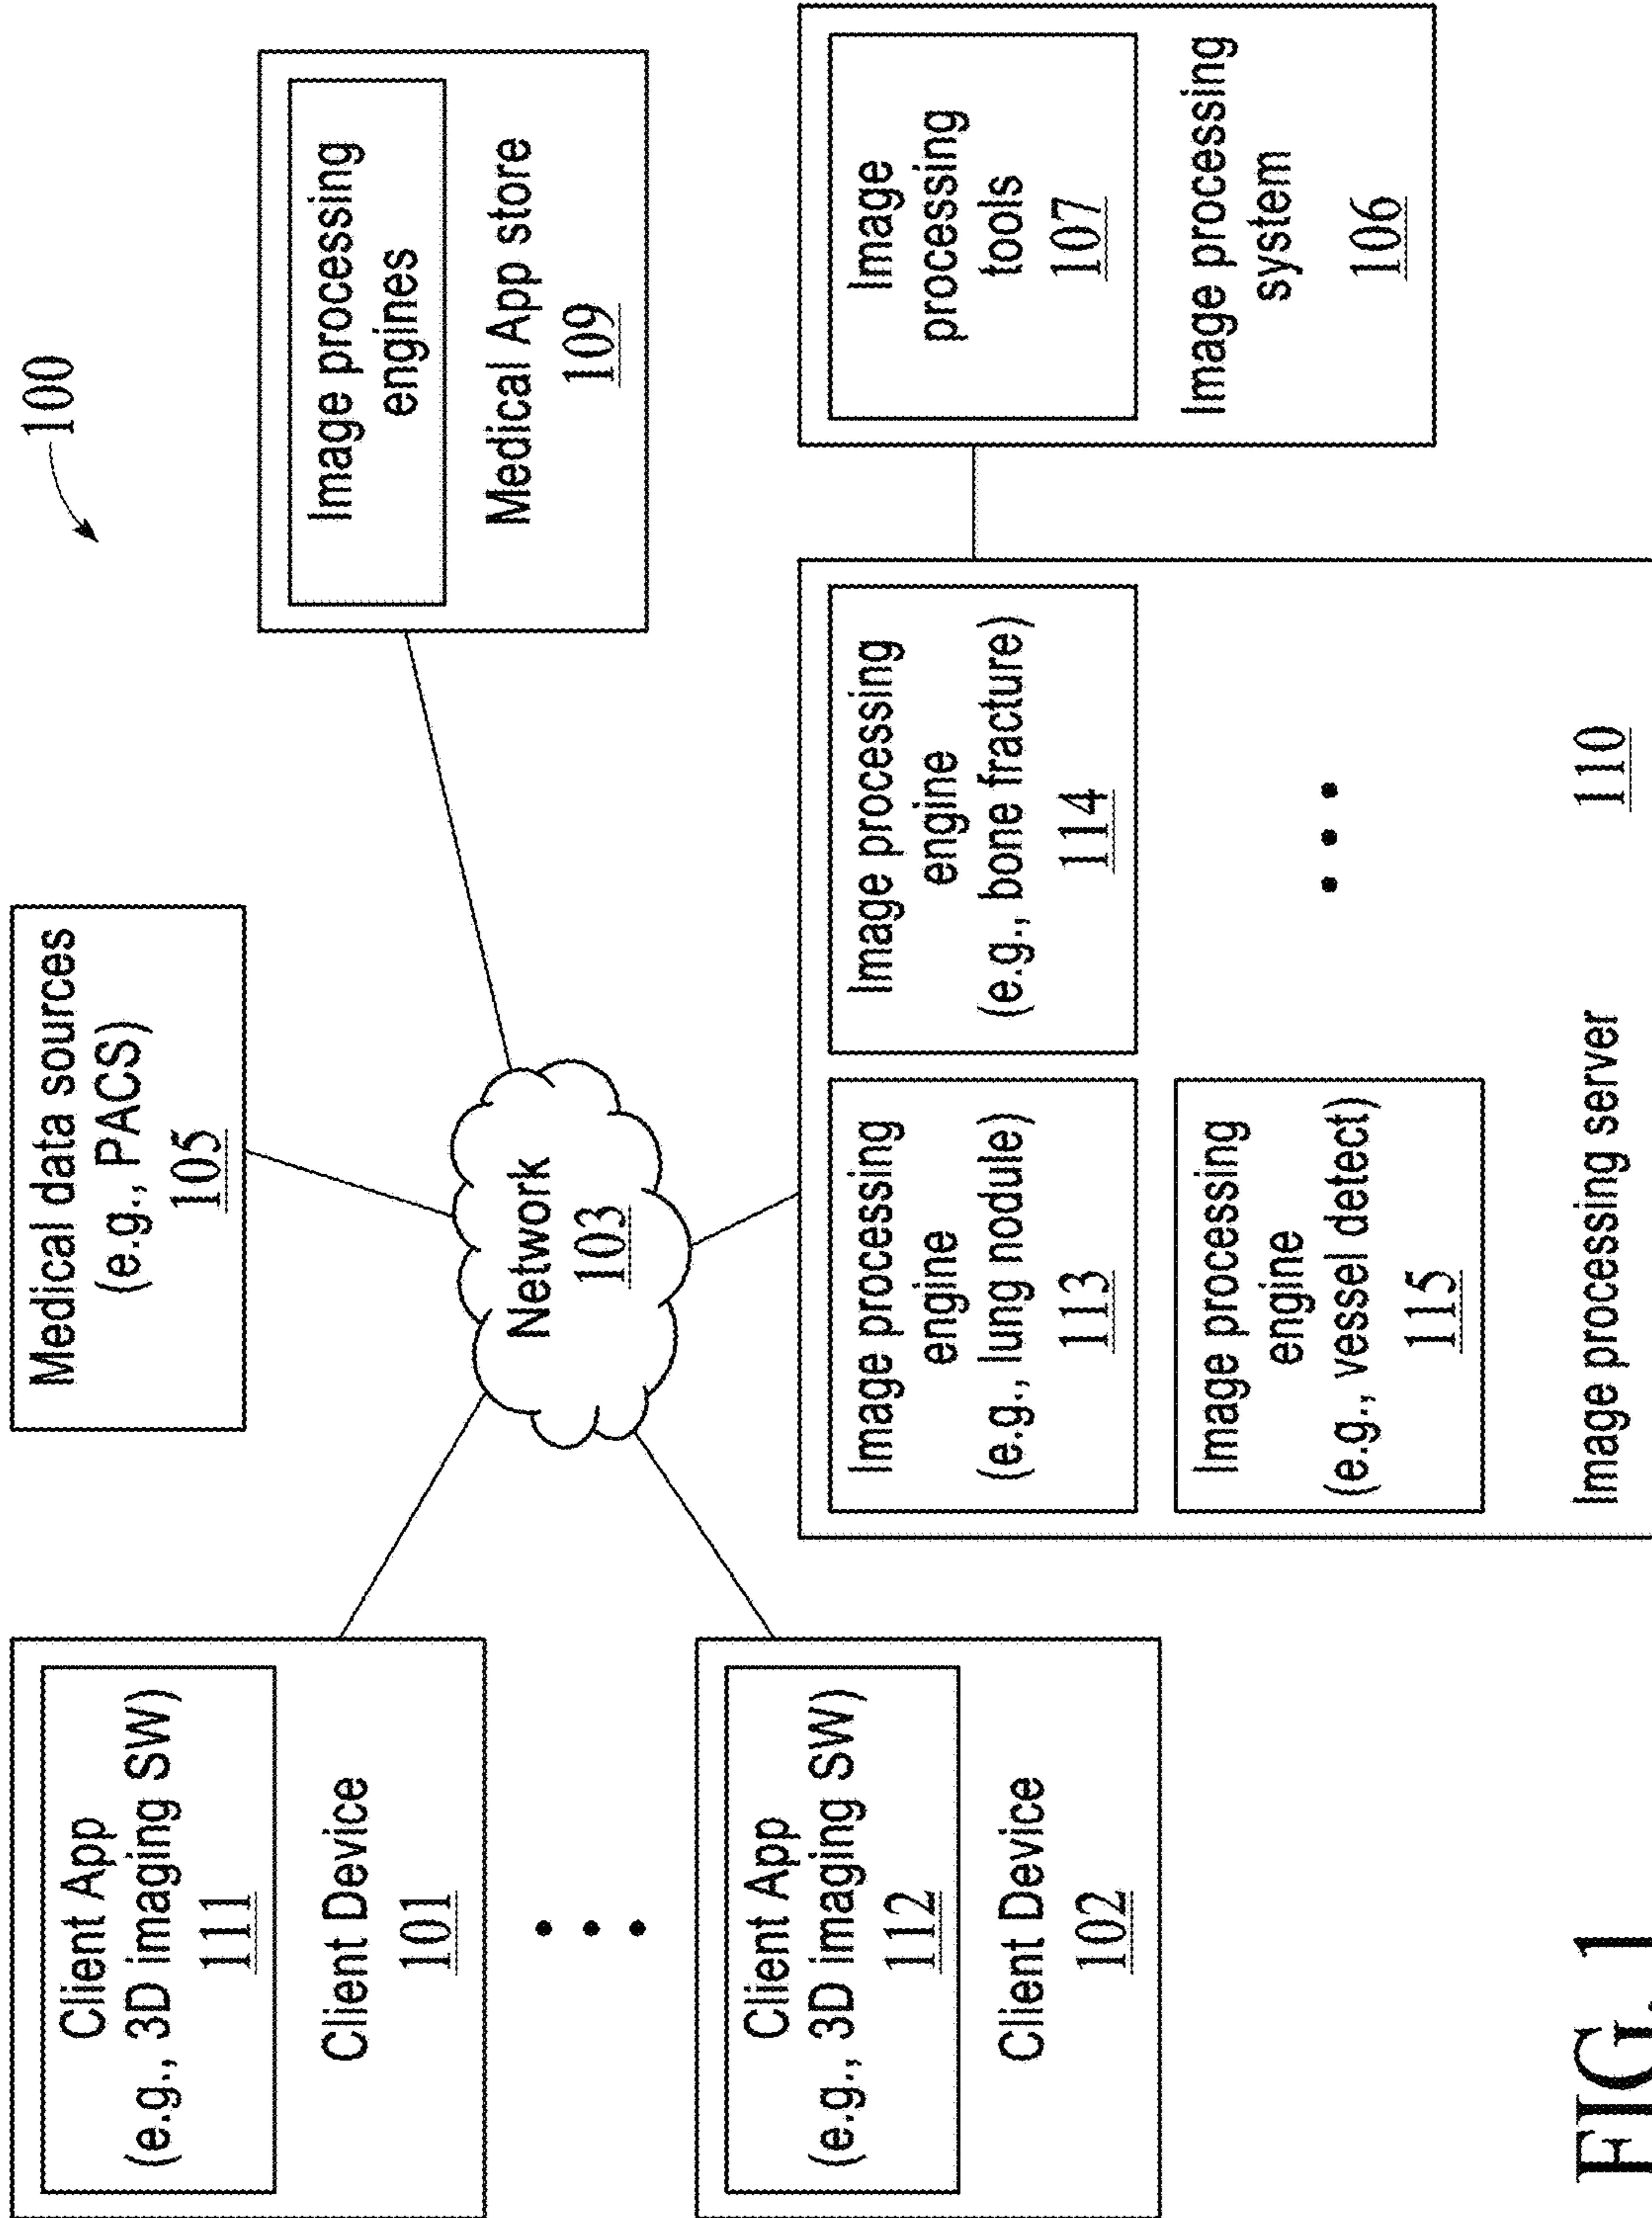 100
Client App
(e.g., 3D imaging SW)
111
Client Device
101
Client App
(e.g., 3D imaging SW)
112
Client Device
102
Medical data sources
(e.g., PACS)
105
Network
103
Image processing
engines
Medical App store
109
Image processing
engine
(e.g., lung nodule)
113
Image processing
engine
(e.g., bone fracture)
114
Image processing
engine
(e.g., vessel detect)
115
Image processing server
110
Image
processing
tools
107
Image processing
system
106
FIG. 1